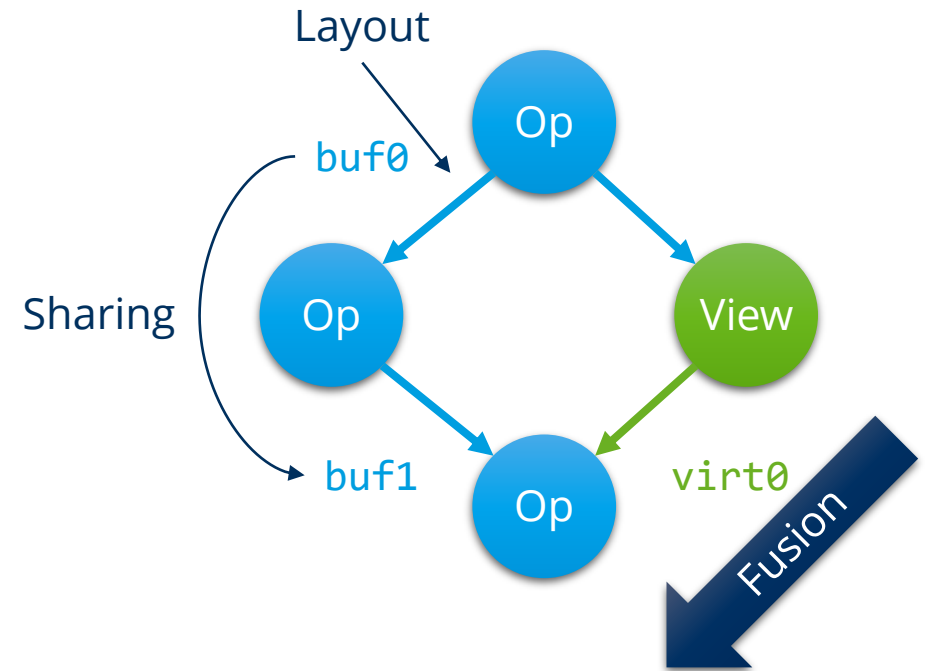 Layout
Op
buf0
Sharing
Op
View
buf1
Op
virt0
Fusion